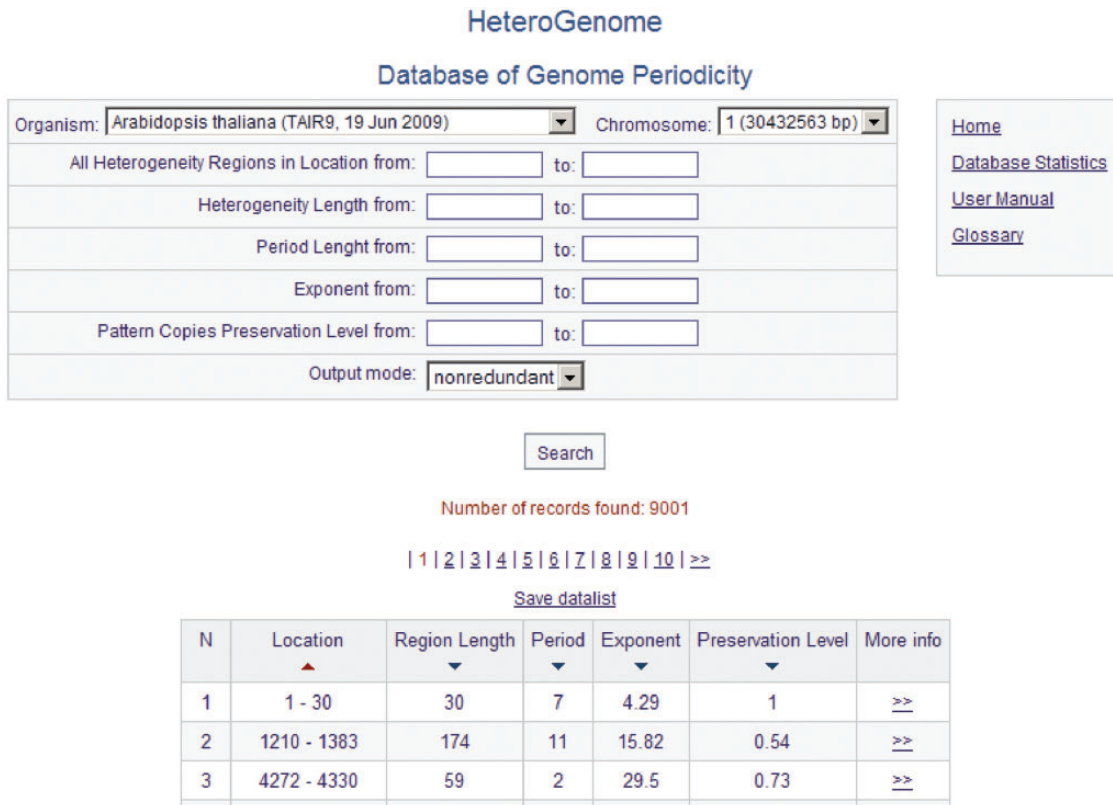 HeteroGenome
Database of Genome Periodicity
Organism: Arabidopsis thaliana (TAIR9, 19 Jun 2009) Chromosome: 1 (30432563 bp)
All Heterogeneity Regions in Location from: to:
Heterogeneity Length from: to:
Period Lenght from: to:
Exponent from: to:
Pattern Copies Preservation Level from: to:
Output mode: nonredundant
Home
Database Statistics
User Manual
Glossary
Search
Number of records found: 9001
| 1 | 2 | 3 | 4 | 5 | 6 | 7 | 8 | 9 | 10 | >>
Save datalist
N Location Region Length Period Exponent Preservation Level More info
1 1 - 30 30 7 4.29 1 >>
2 1210 - 1383 174 11 15.82 0.54 >>
3 4272 - 4330 59 2 29.5 0.73 >>